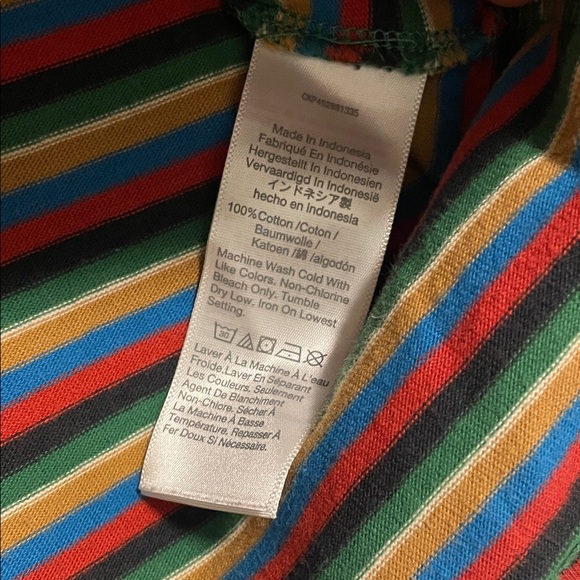 CKP452981335
Made In Indonesia
Fabriqué En Indonésie
Hergestellt In Indonesien
Vervaardigd In Indonesië
インドネシア製
hecho en Indonesia
100%Cotton /Coton /
Baumwolle /
Katoen /綿 /algodón
Machine Wash Cold With
Like Colors. Non-Chlorine
Bleach Only. Tumble
Dry Low. Iron On Lowest
Setting.
30
Laver À La Machine À L'eau
Froide. Laver En Séparant
Les Couleurs. Seulement
Agent De Blanchiment
Non-Chlore. Sécher À
La Machine À Basse
Température. Repasser À
Fer Doux Si Nécessaire.